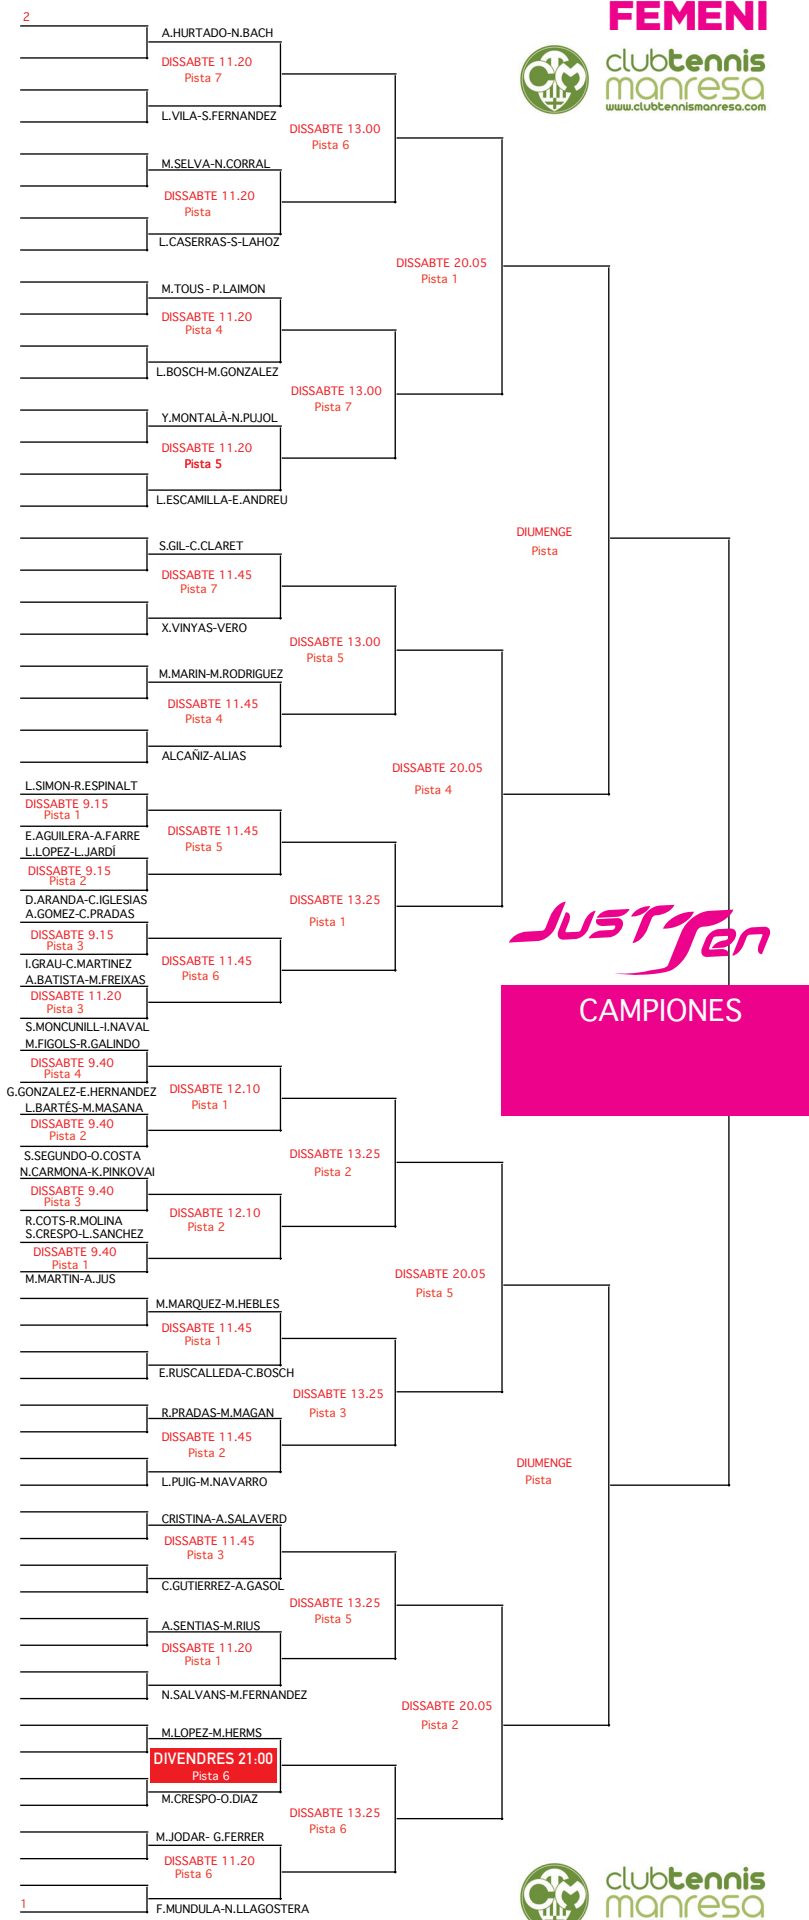 2
FEMENI
clubtennis
manresa
www.clubtennismanresa.com
A.HURTADO-N.BACH
DISSABTE 11.20
Pista 7
L.VILA-S.FERNANDEZ
DISSABTE 13.00
Pista 6
M.SELVA-N.CORRAL
DISSABTE 11.20
Pista
L.CASERRAS-S-LAHOZ
DISSABTE 20.05
Pista 1
M.TOUS - P.LAIMON
DISSABTE 11.20
Pista 4
L.BOSCH-M.GONZALEZ
DISSABTE 13.00
Pista 7
Y.MONTALÀ-N.PUJOL
DISSABTE 11.20
Pista 5
L.ESCAMILLA-E.ANDREU
DIUMENGE
Pista
S.GIL-C.CLARET
DISSABTE 11.45
Pista 7
X.VINYAS-VERO
DISSABTE 13.00
Pista 5
M.MARIN-M.RODRIGUEZ
DISSABTE 11.45
Pista 4
ALCAÑIZ-ALIAS
DISSABTE 20.05
Pista 4
L.SIMON-R.ESPINALT
DISSABTE 9.15
Pista 1
E.AGUILERA-A.FARRE
DISSABTE 11.45
Pista 5
L.LOPEZ-L.JARDÍ
DISSABTE 9.15
Pista 2
D.ARANDA-C.IGLESIAS
DISSABTE 13.25
Pista 1
A.GOMEZ-C.PRADAS
DISSABTE 9.15
Pista 3
I.GRAU-C.MARTINEZ
DISSABTE 11.45
Pista 6
A.BATISTA-M.FREIXAS
DISSABTE 11.20
Pista 3
S.MONCUNILL-I.NAVAL
JUST TEN
CAMPIONES
M.FIGOLS-R.GALINDO
DISSABTE 9.40
Pista 4
G.GONZALEZ-E.HERNANDEZ
DISSABTE 12.10
Pista 1
L.BARTÉS-M.MASANA
DISSABTE 9.40
Pista 2
S.SEGUNDO-O.COSTA
DISSABTE 13.25
Pista 2
N.CARMONA-K.PINKOVAI
DISSABTE 9.40
Pista 3
R.COTS-R.MOLINA
DISSABTE 12.10
Pista 2
S.CRESPO-L.SANCHEZ
DISSABTE 9.40
Pista 1
M.MARTIN-A.JUS
DISSABTE 20.05
Pista 5
M.MARQUEZ-M.HEBLES
DISSABTE 11.45
Pista 1
E.RUSCALLEDA-C.BOSCH
DISSABTE 13.25
Pista 3
R.PRADAS-M.MAGAN
DISSABTE 11.45
Pista 2
L.PUIG-M.NAVARRO
DIUMENGE
Pista
CRISTINA-A.SALAVERD
DISSABTE 11.45
Pista 3
C.GUTIERREZ-A.GASOL
DISSABTE 13.25
Pista 5
A.SENTIAS-M.RIUS
DISSABTE 11.20
Pista 1
N.SALVANS-M.FERNANDEZ
DISSABTE 20.05
Pista 2
M.LOPEZ-M.HERMS
DIVENDRES 21:00
Pista 6
M.CRESPO-O.DIAZ
DISSABTE 13.25
Pista 6
M.JODAR- G.FERRER
DISSABTE 11.20
Pista 6
1
F.MUNDULA-N.LLAGOSTERA
clubtennis
manresa